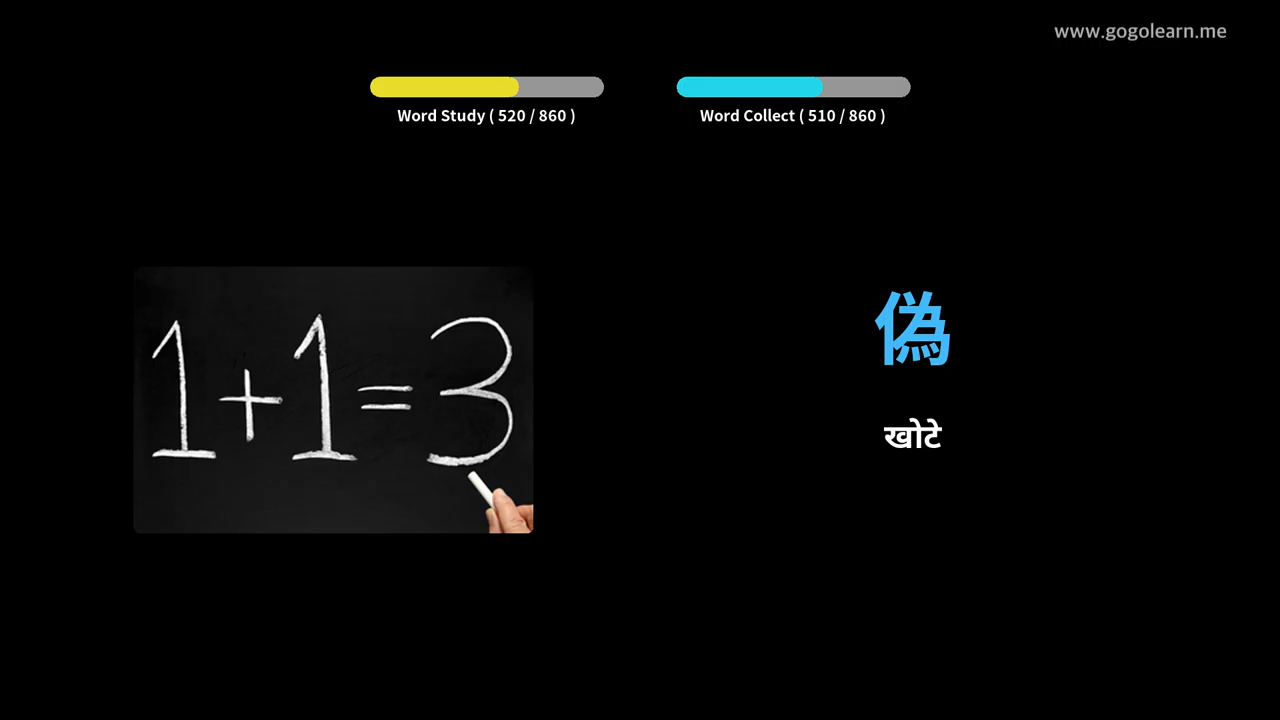 www.gogolearn.me
Word Study ( 520 / 860 )
Word Collect ( 510 / 860 )
1+1=3
偽
खोटे